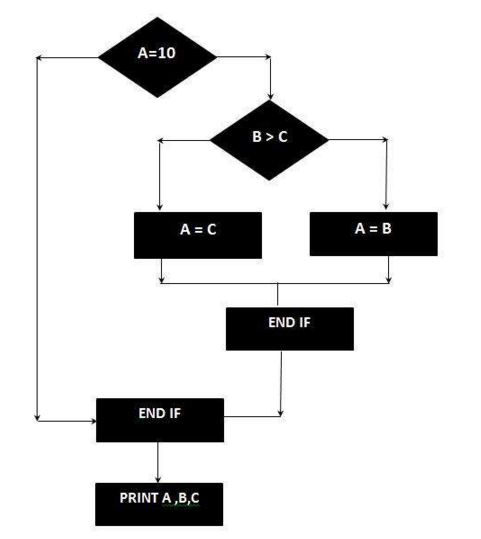 A=10
B > C
A = C
A = B
END IF
END IF
PRINT A ,B,C